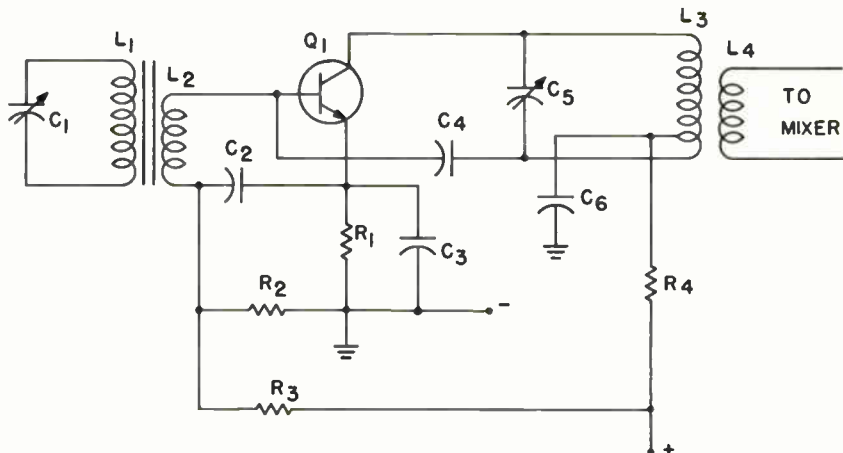 L1
L2
Q1
L3
L4
C1
C5
TO
MIXER
C4
C2
C6
R1
C3
R2
R4
-
R3
+